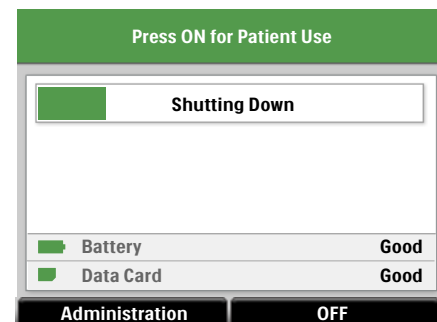 Press ON for Patient Use
Shutting Down
Battery Good
Data Card Good
Administration OFF